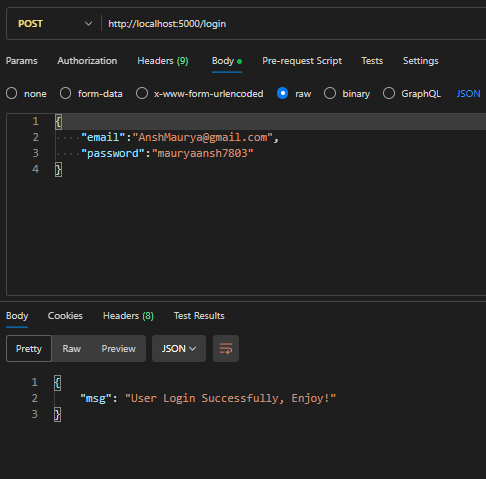 POST http://localhost:5000/login
Params Authorization Headers (9) Body Pre-request Script Tests Settings
none form-data x-www-form-urlencoded raw binary GraphQL JSON
1 {
2 ····"email":"AnshMaurya@gmail.com",
3 ····"password":"mauryaansh7803"
4 }
Body Cookies Headers (8) Test Results
Pretty Raw Preview JSON
1 {
2 "msg": "User Login Successfully, Enjoy!"
3 }